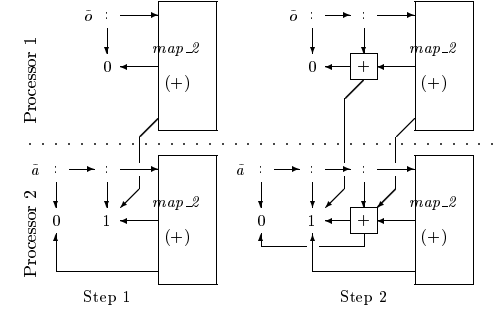 Processor 1
õ : : õ : : :
0 map_2 0 + map_2
(+) (+)
Processor 2
ã : : : ã : : : :
0 1 map_2 0 1 + map_2
(+) (+)
Step 1 Step 2